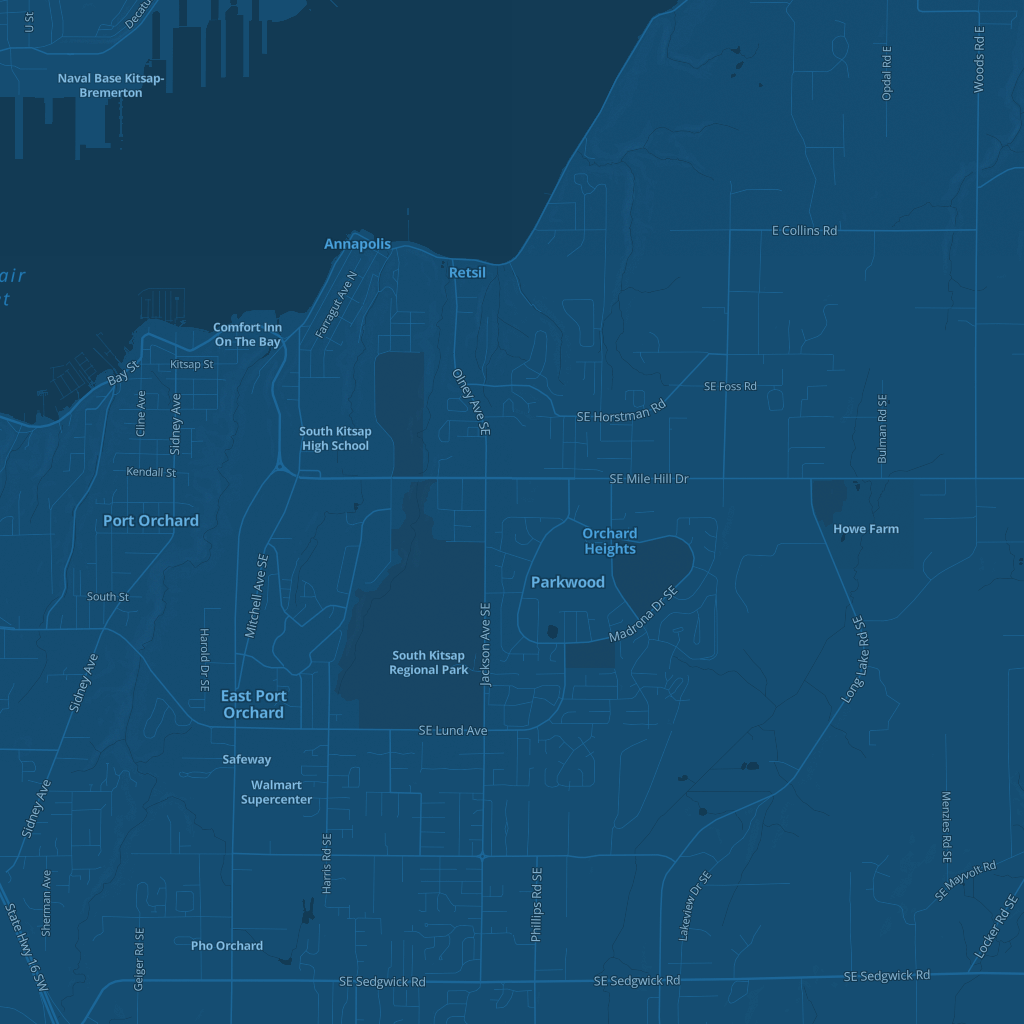 U St
Decatu
Naval Base Kitsap-
Bremerton
Opdal Rd E
Woods Rd E
E Collins Rd
Annapolis
Retsil
air
t
Farragut Ave N
Comfort Inn
On The Bay
Bay St
Kitsap St
Cline Ave
Sidney Ave
Olney Ave SE
SE Foss Rd
SE Horstman Rd
Bulman Rd SE
South Kitsap
High School
Kendall St
SE Mile Hill Dr
Port Orchard
Orchard
Heights
Howe Farm
Parkwood
Mitchell Ave SE
South St
Madrona Dr SE
Jackson Ave SE
Harold Dr SE
Long Lake Rd SE
South Kitsap
Regional Park
Sidney Ave
East Port
Orchard
SE Lund Ave
Safeway
Walmart
Supercenter
Sidney Ave
Harris Rd SE
Menzies Rd SE
Sherman Ave
Phillips Rd SE
Lakeview Dr SE
SE Mayvolt Rd
Locker Rd SE
State Hwy 16 SW
Geiger Rd SE
Pho Orchard
SE Sedgwick Rd
SE Sedgwick Rd
SE Sedgwick Rd